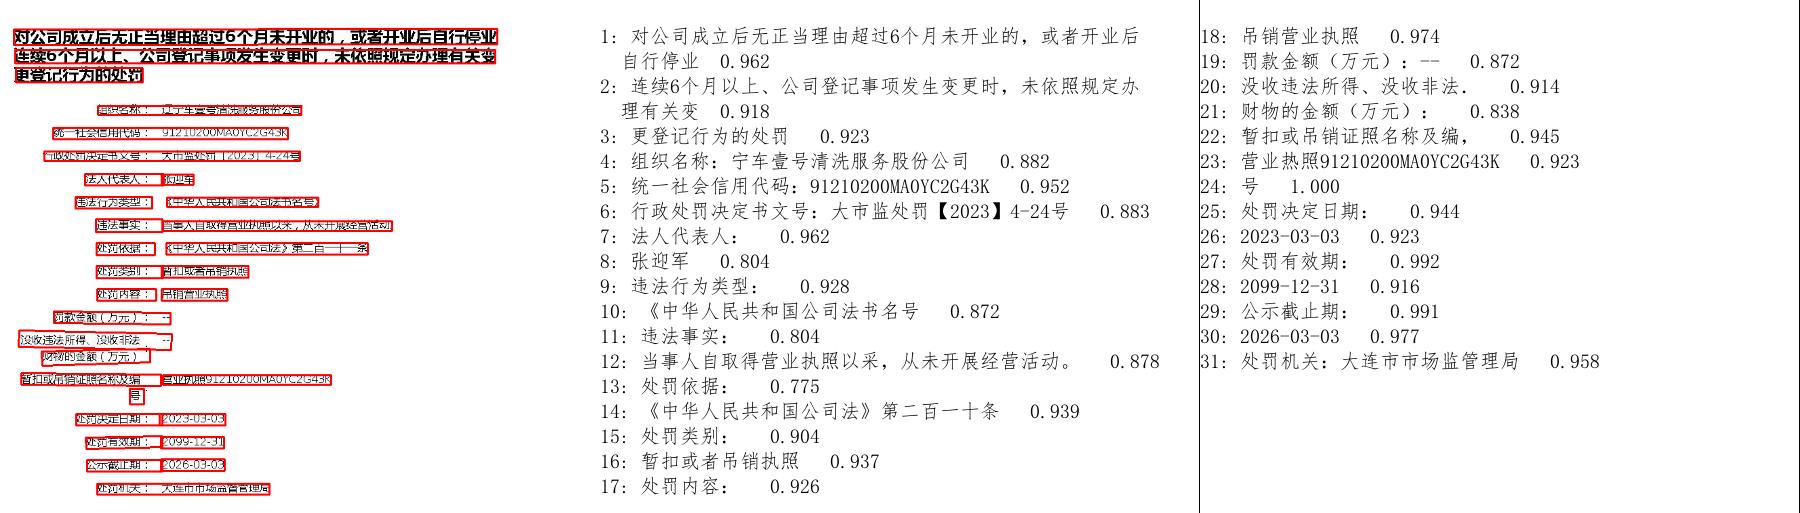 对公司成立后无正当理由超过6个月未开业的，或者开业后自行停业
连续6个月以上、公司登记事项发生变更时，未依照规定办理有关变
更登记行为的处罚
组织名称： 辽宁车壹号清洗服务股份公司
统一社会信用代码： 91210200MA0YC2G43K
行政处罚决定书文号： 大市监处罚〔2023〕4-24号
法人代表人： 张迎军
违法行为类型： 《中华人民共和国公司法书名号》
违法事实： 当事人自取得营业执照以来，从未开展经营活动
处罚依据： 《中华人民共和国公司法》第二百一十一条
处罚类别： 暂扣或者吊销执照
处罚内容： 吊销营业执照
罚款金额（万元）： --
没收违法所得、没收非法 --
财物的金额（万元）
暂扣或吊销证照名称及编 营业执照91210200MA0YC2G43K
号
处罚决定日期： 2023-03-03
处罚有效期： 2099-12-31
公示截止期： 2026-03-03
处罚机关： 大连市市场监督管理局
1: 对公司成立后无正当理由超过6个月未开业的，或者开业后
自行停业 0.962
2: 连续6个月以上、公司登记事项发生变更时，未依照规定办
理有关变 0.918
3: 更登记行为的处罚 0.923
4: 组织名称：宁车壹号清洗服务股份公司 0.882
5: 统一社会信用代码：91210200MA0YC2G43K 0.952
6: 行政处罚决定书文号：大市监处罚【2023】4-24号 0.883
7: 法人代表人： 0.962
8: 张迎军 0.804
9: 违法行为类型： 0.928
10: 《中华人民共和国公司法书名号 0.872
11: 违法事实： 0.804
12: 当事人自取得营业执照以采，从未开展经营活动。 0.878
13: 处罚依据： 0.775
14: 《中华人民共和国公司法》第二百一十条 0.939
15: 处罚类别： 0.904
16: 暂扣或者吊销执照 0.937
17: 处罚内容： 0.926
18: 吊销营业执照 0.974
19: 罚款金额（万元）：-- 0.872
20: 没收违法所得、没收非法. 0.914
21: 财物的金额（万元）： 0.838
22: 暂扣或吊销证照名称及编， 0.945
23: 营业热照91210200MA0YC2G43K 0.923
24: 号 1.000
25: 处罚决定日期： 0.944
26: 2023-03-03 0.923
27: 处罚有效期： 0.992
28: 2099-12-31 0.916
29: 公示截止期： 0.991
30: 2026-03-03 0.977
31: 处罚机关：大连市市场监管理局 0.958